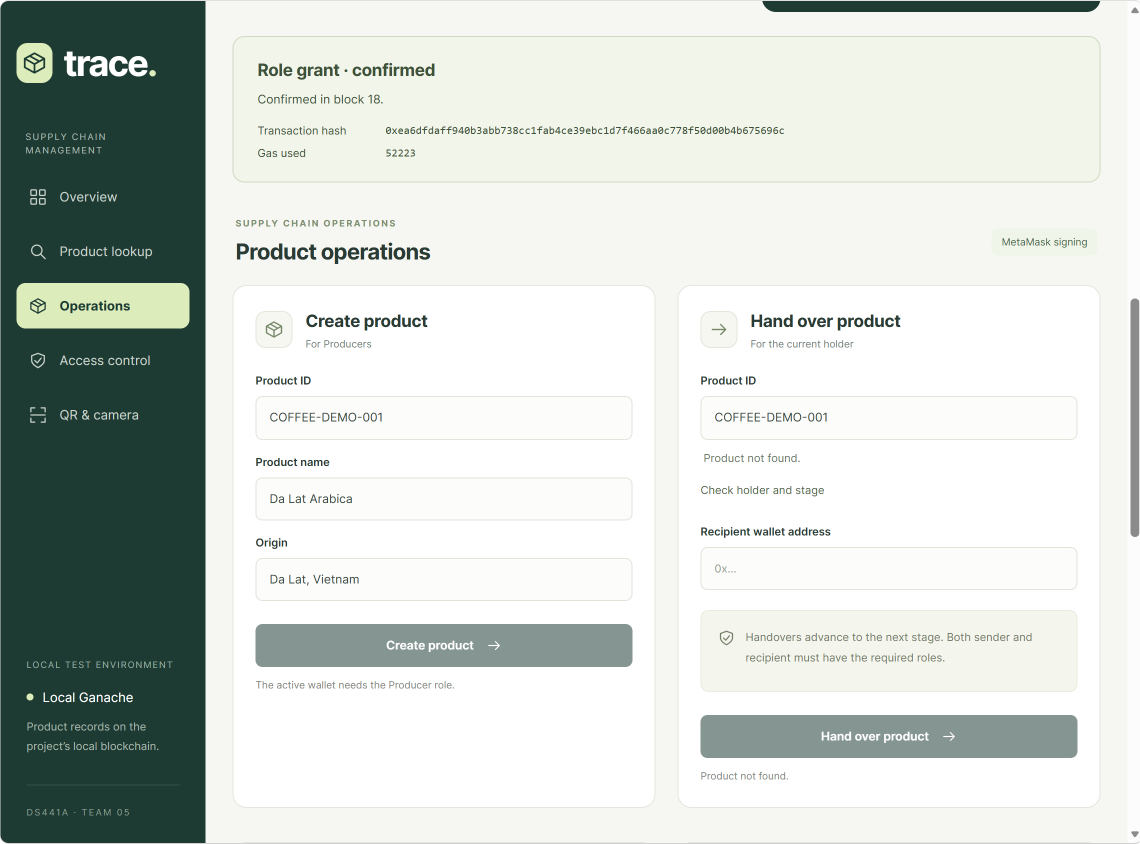 trace.
SUPPLY CHAIN
MANAGEMENT
Overview
Product lookup
Operations
Access control
QR & camera
LOCAL TEST ENVIRONMENT
Local Ganache
Product records on the
project's local blockchain.
DS441A · TEAM 05
Role grant · confirmed
Confirmed in block 18.
Transaction hash 0xea6dfdaff940b3abb738cc1fab4ce39ebc1d7f466aa0c778f50d00b4b675696c
Gas used 52223
SUPPLY CHAIN OPERATIONS
Product operations
MetaMask signing
Create product
For Producers
Product ID
COFFEE-DEMO-001
Product name
Da Lat Arabica
Origin
Da Lat, Vietnam
Create product →
The active wallet needs the Producer role.
Hand over product
For the current holder
Product ID
COFFEE-DEMO-001
Product not found.
Check holder and stage
Recipient wallet address
0x...
Handovers advance to the next stage. Both sender and
recipient must have the required roles.
Hand over product →
Product not found.